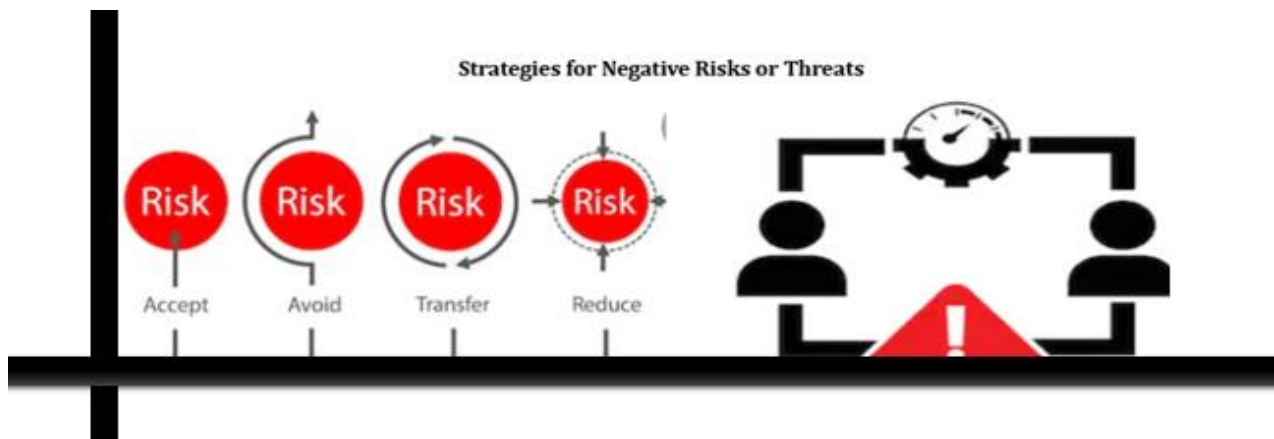 Strategies for Negative Risks or Threats
Risk Risk Risk Risk
Accept Avoid Transfer Reduce
!